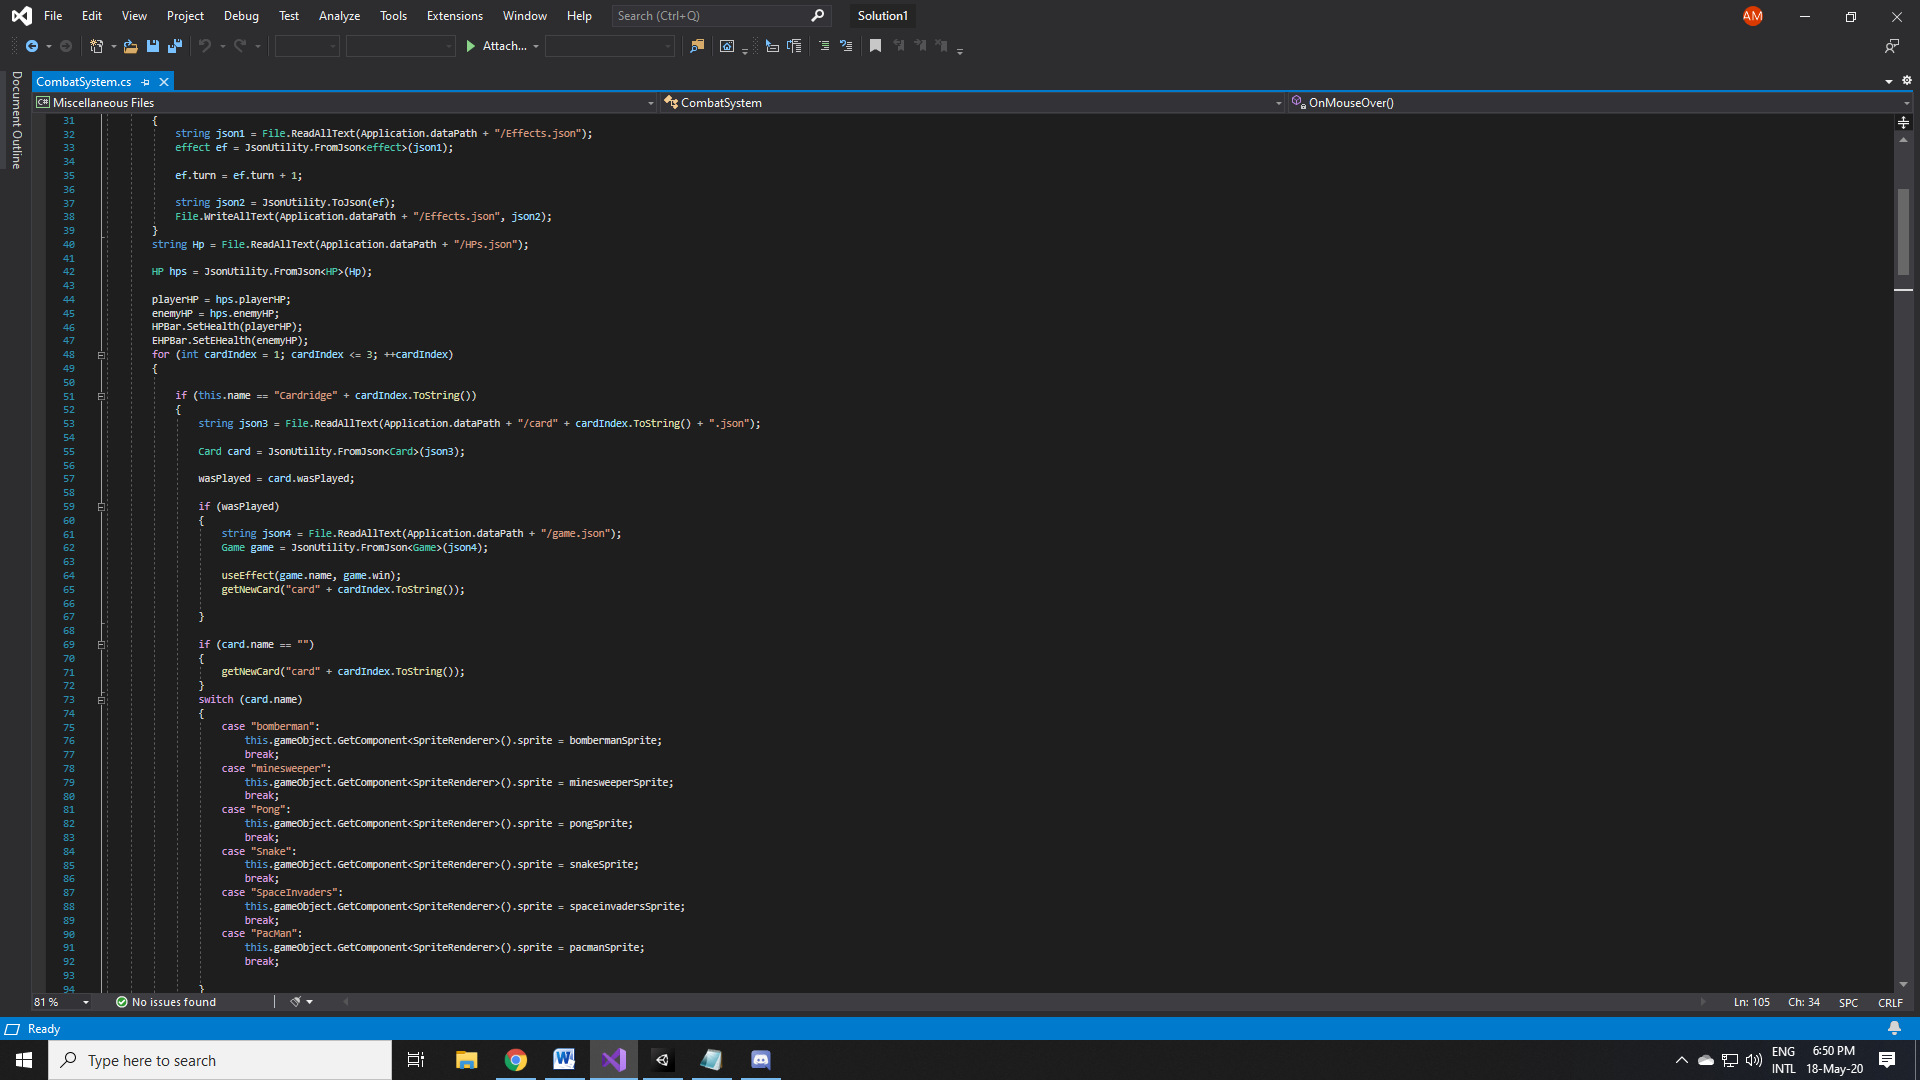 File Edit View Project Debug Test Analyze Tools Extensions Window Help Search (Ctrl+Q) Solution1 AM
Attach...
Document Outline
CombatSystem.cs
C# Miscellaneous Files CombatSystem OnMouseOver()
31 {
32 string json1 = File.ReadAllText(Application.dataPath + "/Effects.json");
33 effect ef = JsonUtility.FromJson<effect>(json1);
34
35 ef.turn = ef.turn + 1;
36
37 string json2 = JsonUtility.ToJson(ef);
38 File.WriteAllText(Application.dataPath + "/Effects.json", json2);
39 }
40 string Hp = File.ReadAllText(Application.dataPath + "/HPs.json");
41
42 HP hps = JsonUtility.FromJson<HP>(Hp);
43
44 playerHP = hps.playerHP;
45 enemyHP = hps.enemyHP;
46 HPBar.SetHealth(playerHP);
47 EHPBar.SetEHealth(enemyHP);
48 for (int cardIndex = 1; cardIndex <= 3; ++cardIndex)
49 {
50
51 if (this.name == "Cardridge" + cardIndex.ToString())
52 {
53 string json3 = File.ReadAllText(Application.dataPath + "/card" + cardIndex.ToString() + ".json");
54
55 Card card = JsonUtility.FromJson<Card>(json3);
56
57 wasPlayed = card.wasPlayed;
58
59 if (wasPlayed)
60 {
61 string json4 = File.ReadAllText(Application.dataPath + "/game.json");
62 Game game = JsonUtility.FromJson<Game>(json4);
63
64 useEffect(game.name, game.win);
65 getNewCard("card" + cardIndex.ToString());
66
67 }
68
69 if (card.name == "")
70 {
71 getNewCard("card" + cardIndex.ToString());
72 }
73 switch (card.name)
74 {
75 case "bomberman":
76 this.gameObject.GetComponent<SpriteRenderer>().sprite = bombermanSprite;
77 break;
78 case "minesweeper":
79 this.gameObject.GetComponent<SpriteRenderer>().sprite = minesweeperSprite;
80 break;
81 case "Pong":
82 this.gameObject.GetComponent<SpriteRenderer>().sprite = pongSprite;
83 break;
84 case "Snake":
85 this.gameObject.GetComponent<SpriteRenderer>().sprite = snakeSprite;
86 break;
87 case "SpaceInvaders":
88 this.gameObject.GetComponent<SpriteRenderer>().sprite = spaceinvadersSprite;
89 break;
90 case "PacMan":
91 this.gameObject.GetComponent<SpriteRenderer>().sprite = pacmanSprite;
92 break;
93
94 }
81 % No issues found Ln: 105 Ch: 34 SPC CRLF
Ready
Type here to search
ENG 6:50 PM
INTL 18-May-20